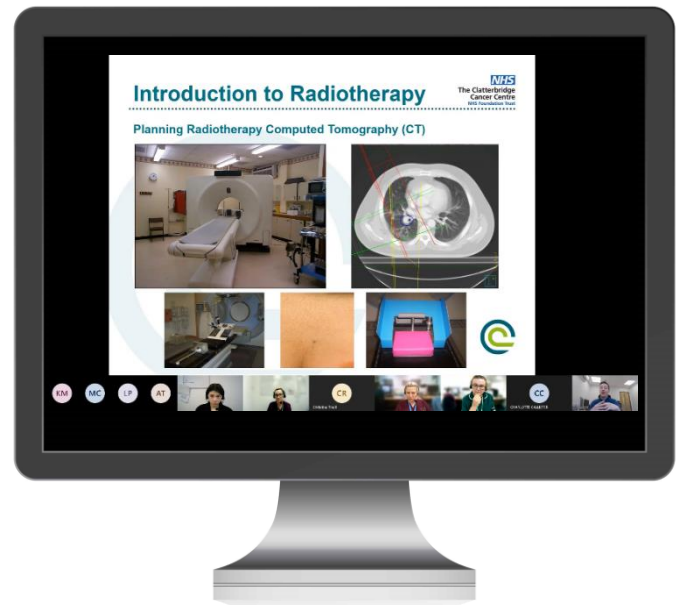 Introduction to Radiotherapy
NHS
The Clatterbridge
Cancer Centre
NHS Foundation Trust
Planning Radiotherapy Computed Tomography (CT)
KM
MC
LP
AT
CR
CC